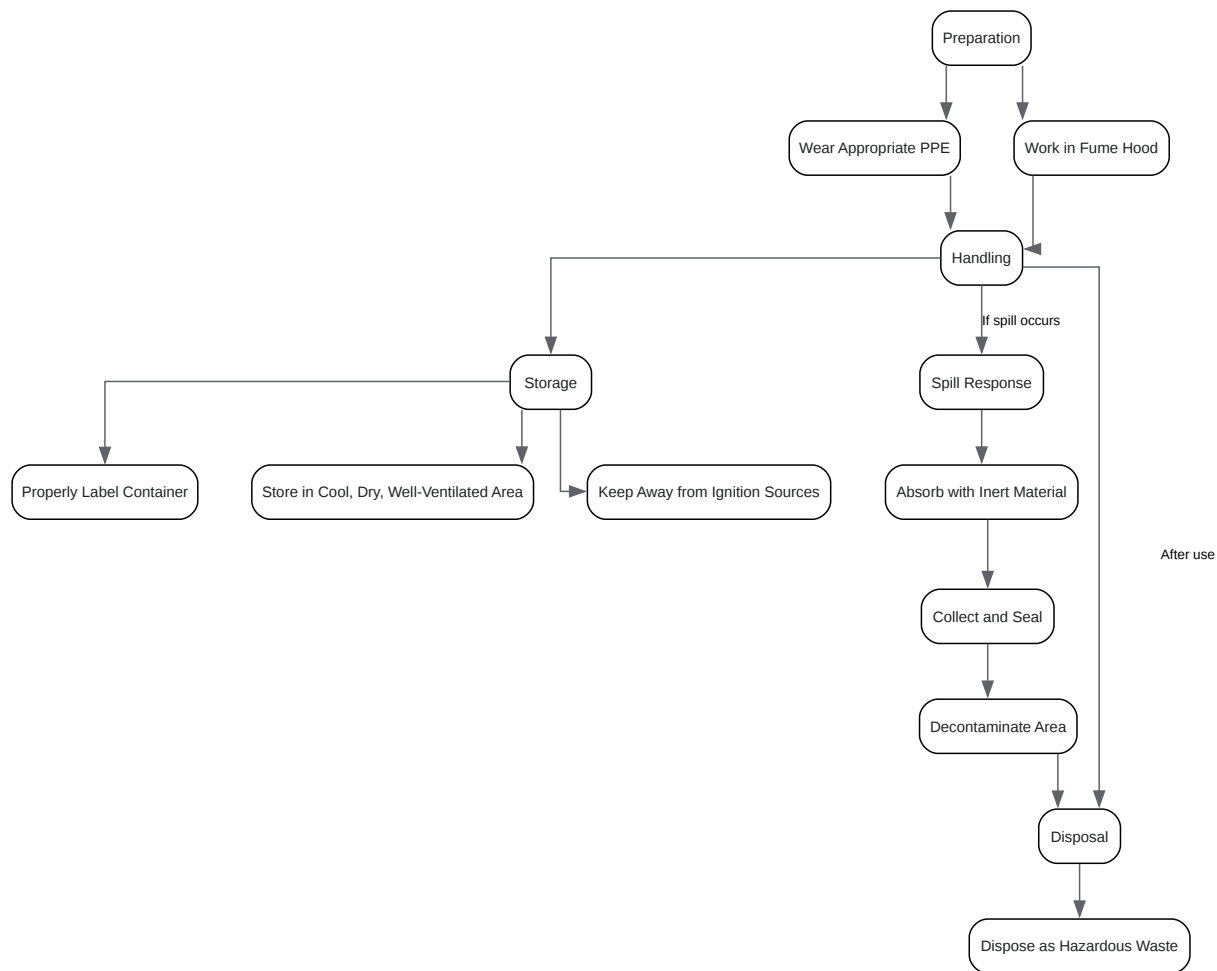 Preparation
Wear Appropriate PPE
Work in Fume Hood
Handling
If spill occurs
Storage
Spill Response
Properly Label Container
Store in Cool, Dry, Well-Ventilated Area
Keep Away from Ignition Sources
Absorb with Inert Material
After use
Collect and Seal
Decontaminate Area
Disposal
Dispose as Hazardous Waste